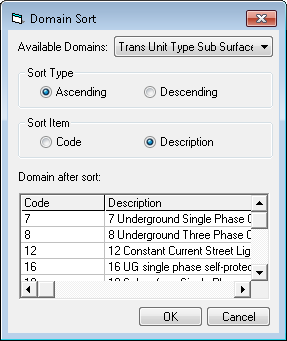 Domain Sort
Available Domains: Trans Unit Type Sub Surface
Sort Type
Ascending Descending
Sort Item
Code Description
Domain after sort:
Code Description
7 7 Underground Single Phase
8 8 Underground Three Phase
12 12 Constant Current Street Lig
16 16 UG single phase self-protec
OK Cancel